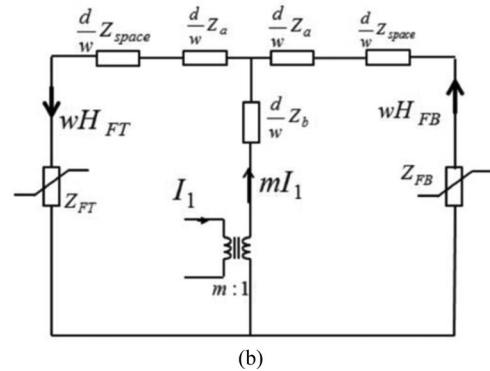 d/w Z_space d/w Z_a d/w Z_a d/w Z_space
wH_FT d/w Z_b wH_FB
Z_FT I_1 mI_1 Z_FB
m : 1
(b)